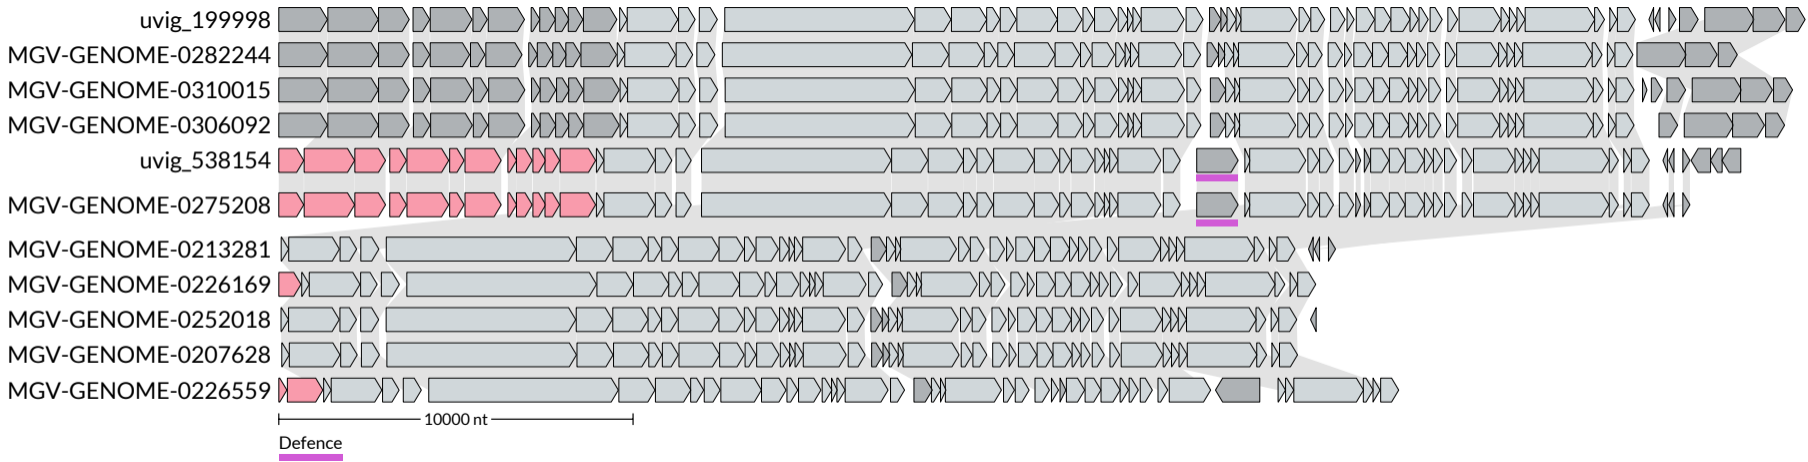 uvig_199998
MGV-GENOME-0282244
MGV-GENOME-0310015
MGV-GENOME-0306092
uvig_538154
MGV-GENOME-0275208
MGV-GENOME-0213281
MGV-GENOME-0226169
MGV-GENOME-0252018
MGV-GENOME-0207628
MGV-GENOME-0226559
10000 nt
Defence